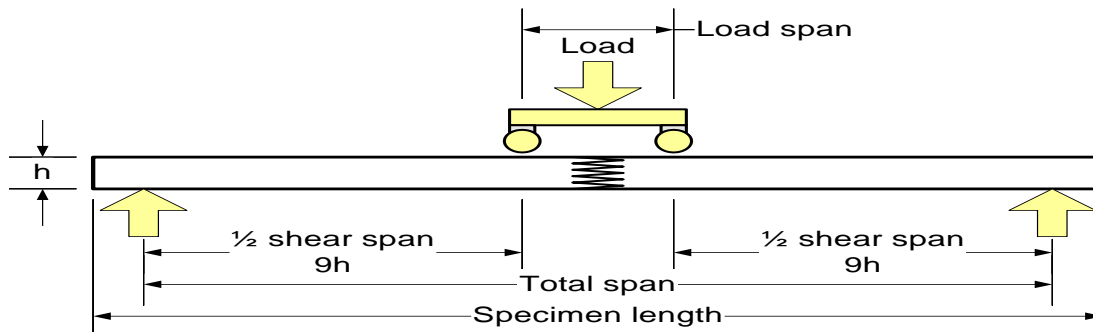 Load span
Load
h
½ shear span
9h
½ shear span
9h
Total span
Specimen length